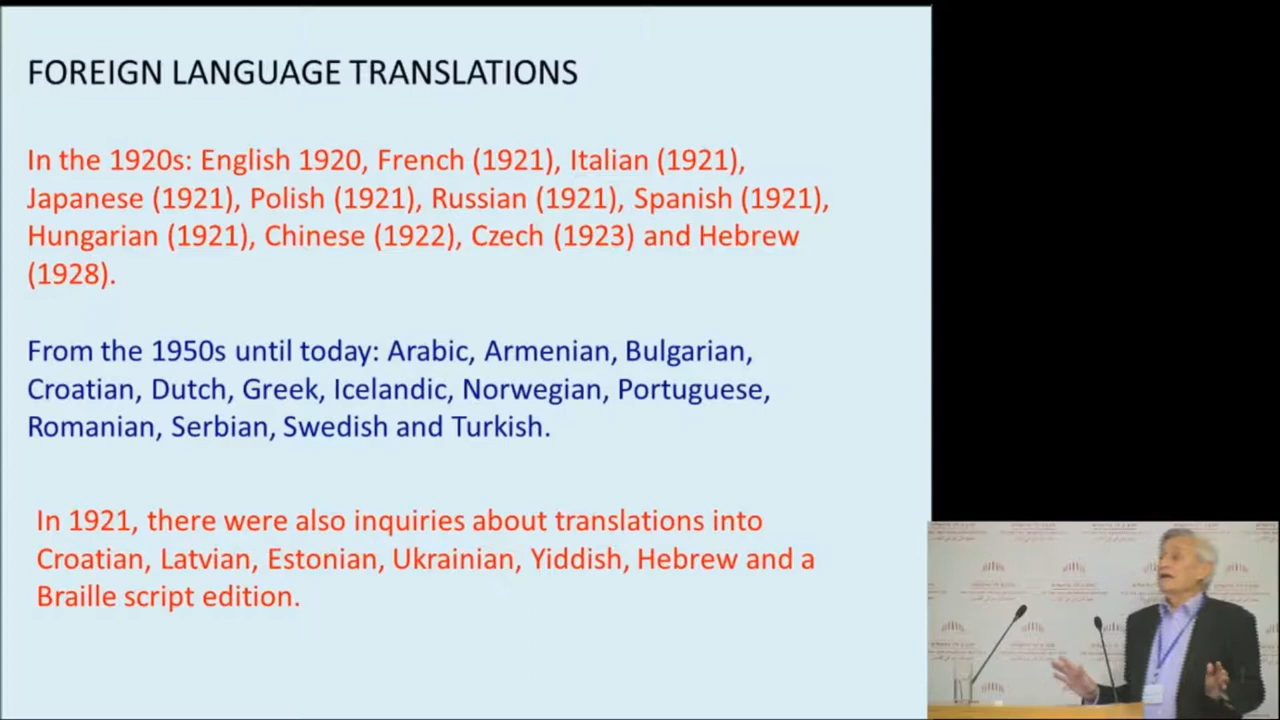 FOREIGN LANGUAGE TRANSLATIONS
In the 1920s: English 1920, French (1921), Italian (1921),
Japanese (1921), Polish (1921), Russian (1921), Spanish (1921),
Hungarian (1921), Chinese (1922), Czech (1923) and Hebrew
(1928).
From the 1950s until today: Arabic, Armenian, Bulgarian,
Croatian, Dutch, Greek, Icelandic, Norwegian, Portuguese,
Romanian, Serbian, Swedish and Turkish.
In 1921, there were also inquiries about translations into
Croatian, Latvian, Estonian, Ukrainian, Yiddish, Hebrew and a
Braille script edition.